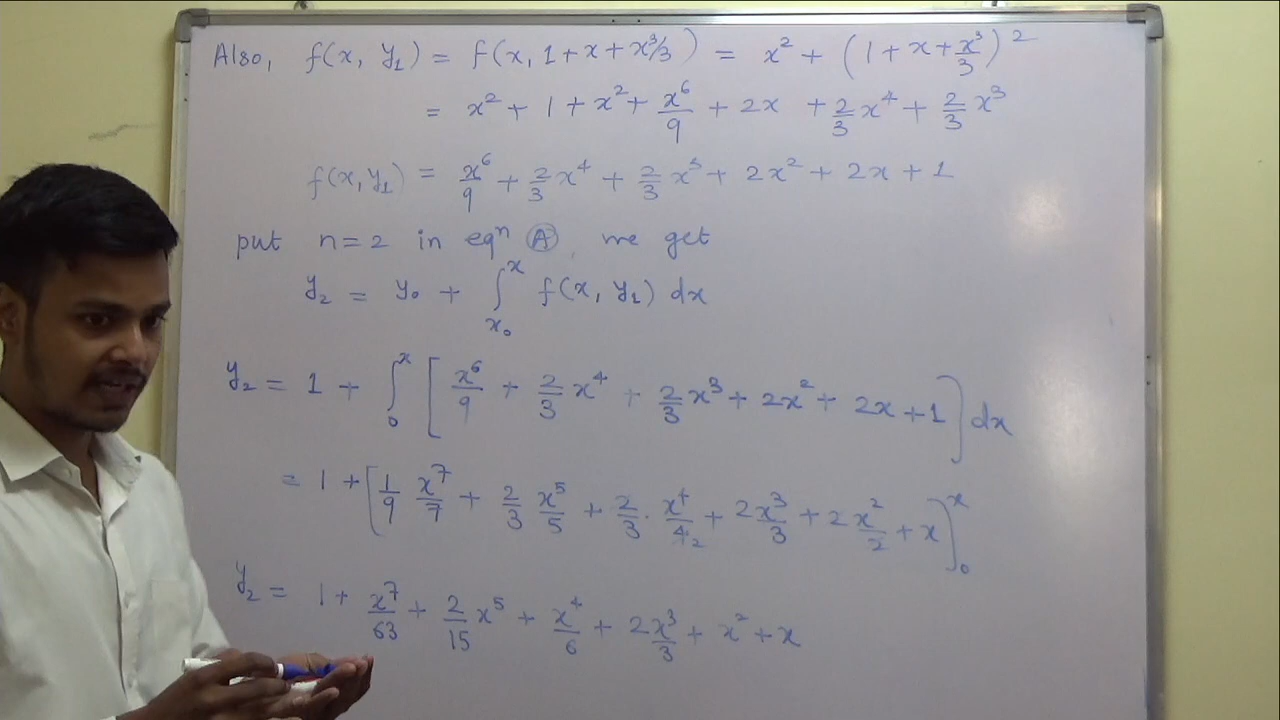 Also, f(x, y₁) = f(x, 1+x+x³/3) = x² + (1 + x + x³/3)²
= x² + 1 + x² + x⁶/9 + 2x + 2/3 x⁴ + 2/3 x³
f(x, y₁) = x⁶/9 + 2/3 x⁴ + 2/3 x³ + 2x² + 2x + 1
put n=2 in eqⁿ Ⓐ, we get
y₂ = y₀ + ∫ₓ₀ˣ f(x, y₁) dx
y₂ = 1 + ∫₀ˣ [x⁶/9 + 2/3 x⁴ + 2/3 x³ + 2x² + 2x + 1] dx
= 1 + [1/9 x⁷/7 + 2/3 x⁵/5 + 2/3 · x⁴/4₂ + 2x³/3 + 2x²/2 + x]₀ˣ
y₂ = 1 + x⁷/63 + 2/15 x⁵ + x⁴/6 + 2x³/3 + x² + x